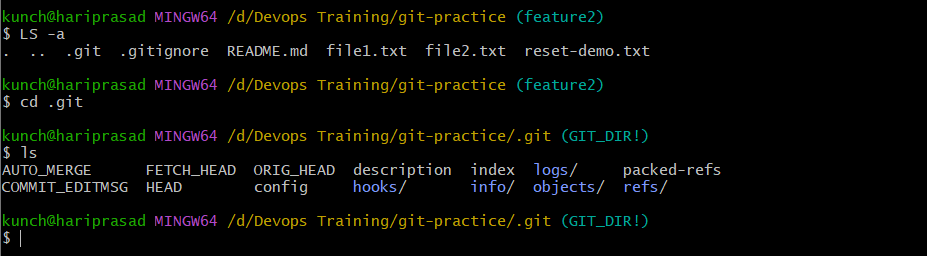 kunch@hariprasad MINGW64 /d/Devops Training/git-practice (feature2)
$ LS -a
.  ..  .git  .gitignore  README.md  file1.txt  file2.txt  reset-demo.txt
kunch@hariprasad MINGW64 /d/Devops Training/git-practice (feature2)
$ cd .git
kunch@hariprasad MINGW64 /d/Devops Training/git-practice/.git (GIT_DIR!)
$ ls
AUTO_MERGE      FETCH_HEAD  ORIG_HEAD  description  index  logs/     packed-refs
COMMIT_EDITMSG  HEAD        config     hooks/       info/  objects/  refs/
kunch@hariprasad MINGW64 /d/Devops Training/git-practice/.git (GIT_DIR!)
$